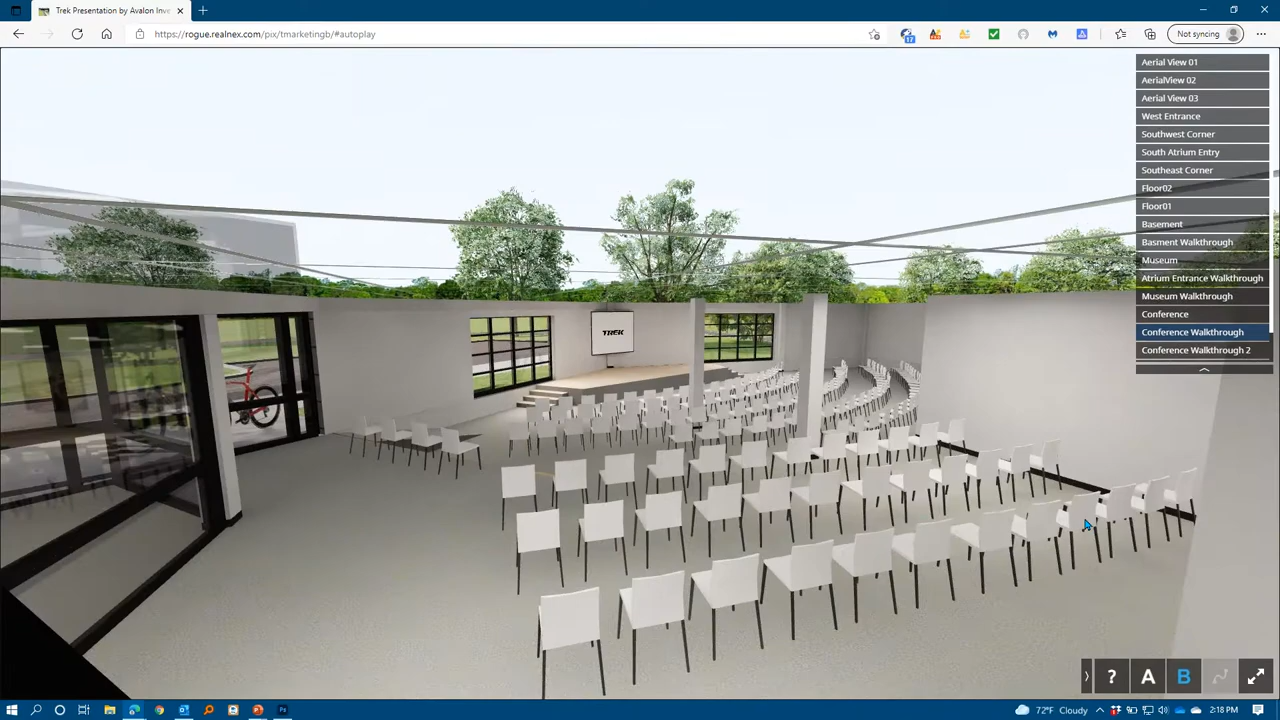 Trek Presentation by Avalon Inve
https://rogue.realnex.com/pix/tmarketingb/#autoplay
17
Not syncing
Aerial View 01
AerialView 02
Aerial View 03
West Entrance
Southwest Corner
South Atrium Entry
Southeast Corner
Floor02
Floor01
Basement
Basment Walkthrough
Museum
Atrium Entrance Walkthrough
Museum Walkthrough
Conference
Conference Walkthrough
Conference Walkthrough 2
TREK
? A B
72°F Cloudy
2:18 PM